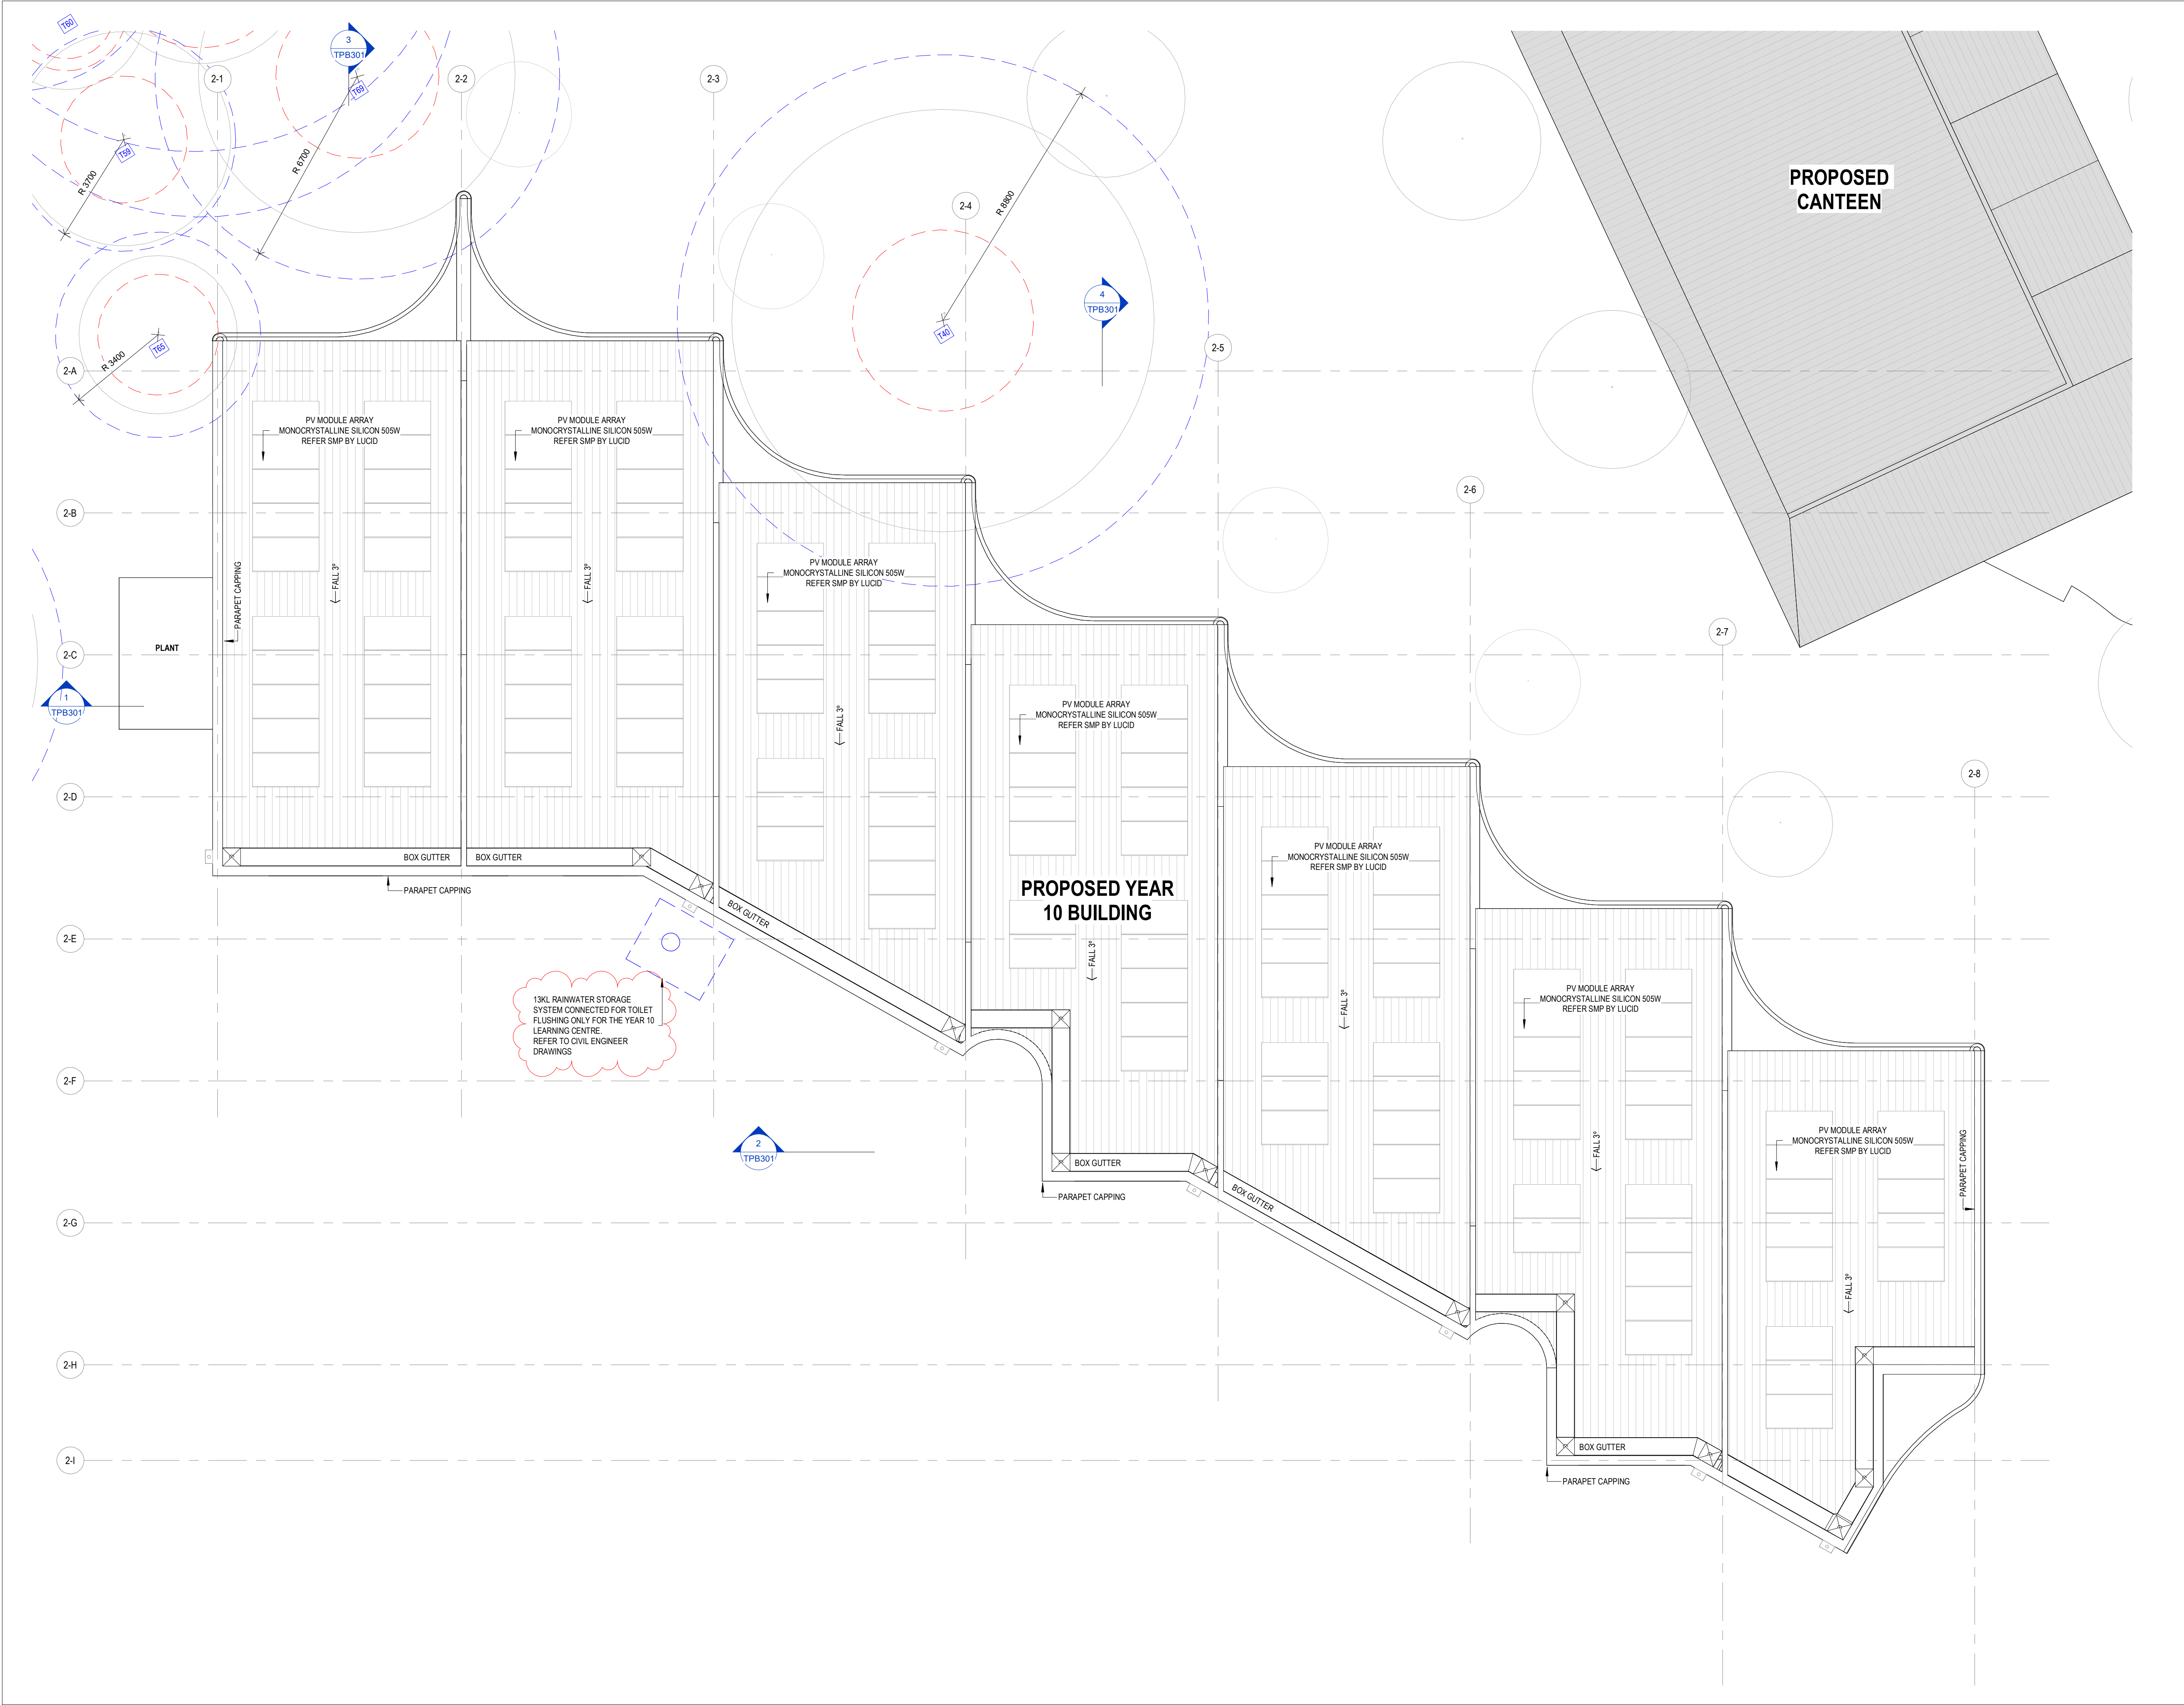 T60
3
TPB301
T69
2-1
2-2
2-3
T59
R 3700
R 6700
R 8800
PROPOSED
CANTEEN
2-4
4
TPB301
T40
T65
R 3400
2-5
2-A
PV MODULE ARRAY
MONOCRYSTALLINE SILICON 505W
REFER SMP BY LUCID
PV MODULE ARRAY
MONOCRYSTALLINE SILICON 505W
REFER SMP BY LUCID
2-6
2-B
PARAPET CAPPING
FALL 3°
FALL 3°
PV MODULE ARRAY
MONOCRYSTALLINE SILICON 505W
REFER SMP BY LUCID
2-7
PLANT
2-C
1
TPB301
FALL 3°
PV MODULE ARRAY
MONOCRYSTALLINE SILICON 505W
REFER SMP BY LUCID
2-8
2-D
BOX GUTTER
BOX GUTTER
PARAPET CAPPING
BOX GUTTER
PROPOSED YEAR
10 BUILDING
PV MODULE ARRAY
MONOCRYSTALLINE SILICON 505W
REFER SMP BY LUCID
2-E
FALL 3°
13KL RAINWATER STORAGE
SYSTEM CONNECTED FOR TOILET
FLUSHING ONLY FOR THE YEAR 10
LEARNING CENTRE.
REFER TO CIVIL ENGINEER
DRAWINGS
FALL 3°
PV MODULE ARRAY
MONOCRYSTALLINE SILICON 505W
REFER SMP BY LUCID
2-F
2
TPB301
BOX GUTTER
PARAPET CAPPING
BOX GUTTER
FALL 3°
PV MODULE ARRAY
MONOCRYSTALLINE SILICON 505W
REFER SMP BY LUCID
PARAPET CAPPING
2-G
FALL 3°
2-H
BOX GUTTER
2-I
PARAPET CAPPING